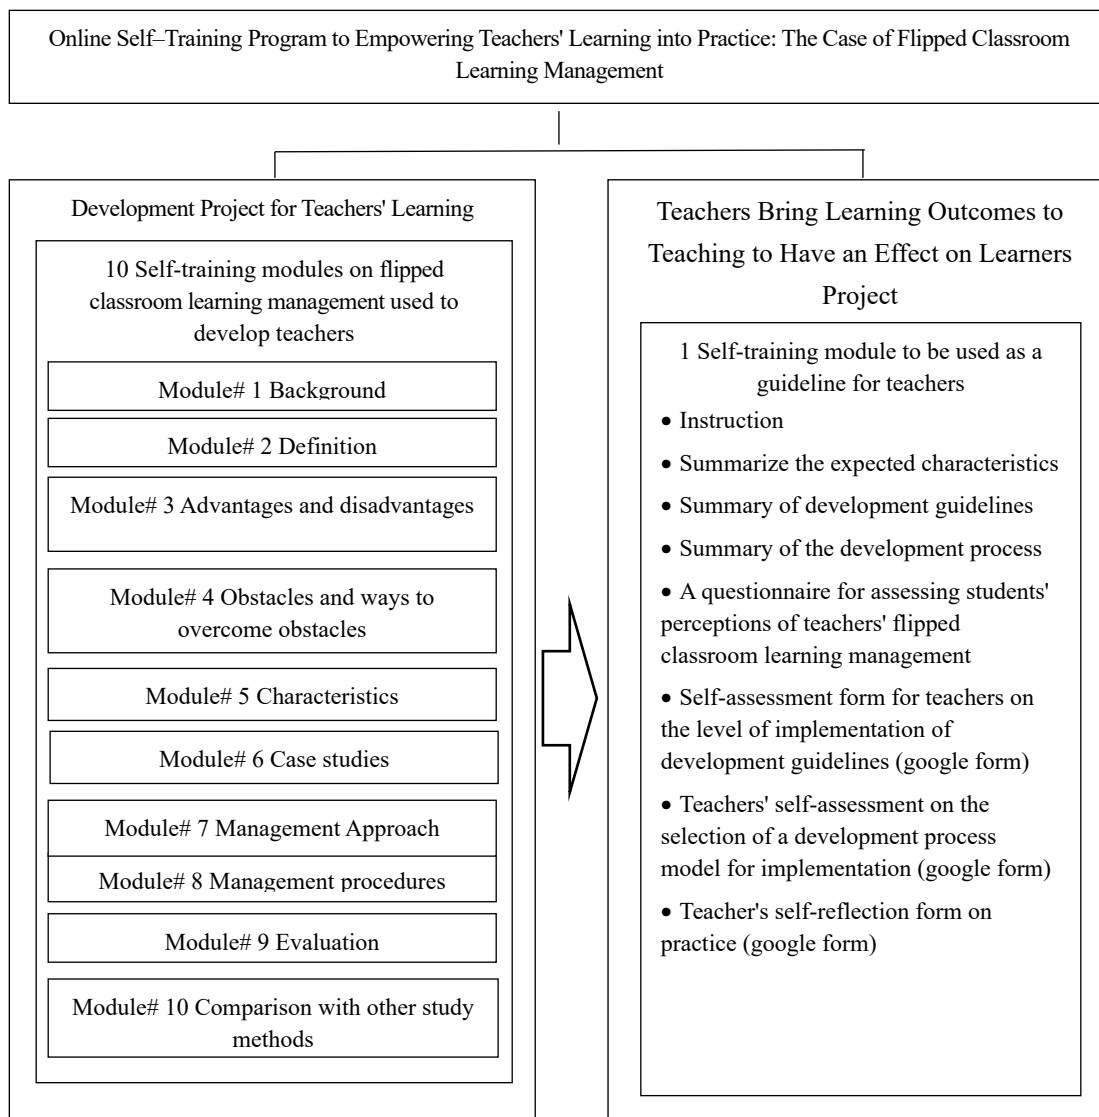 Online Self–Training Program to Empowering Teachers' Learning into Practice: The Case of Flipped Classroom
Learning Management
Development Project for Teachers' Learning
10 Self-training modules on flipped
classroom learning management used to
develop teachers
Module# 1 Background
Module# 2 Definition
Module# 3 Advantages and disadvantages
Module# 4 Obstacles and ways to
overcome obstacles
Module# 5 Characteristics
Module# 6 Case studies
Module# 7 Management Approach
Module# 8 Management procedures
Module# 9 Evaluation
Module# 10 Comparison with other study
methods
Teachers Bring Learning Outcomes to
Teaching to Have an Effect on Learners
Project
1 Self-training module to be used as a
guideline for teachers
• Instruction
• Summarize the expected characteristics
• Summary of development guidelines
• Summary of the development process
• A questionnaire for assessing students'
perceptions of teachers' flipped
classroom learning management
• Self-assessment form for teachers on
the level of implementation of
development guidelines (google form)
• Teachers' self-assessment on the
selection of a development process
model for implementation (google form)
• Teacher's self-reflection form on
practice (google form)